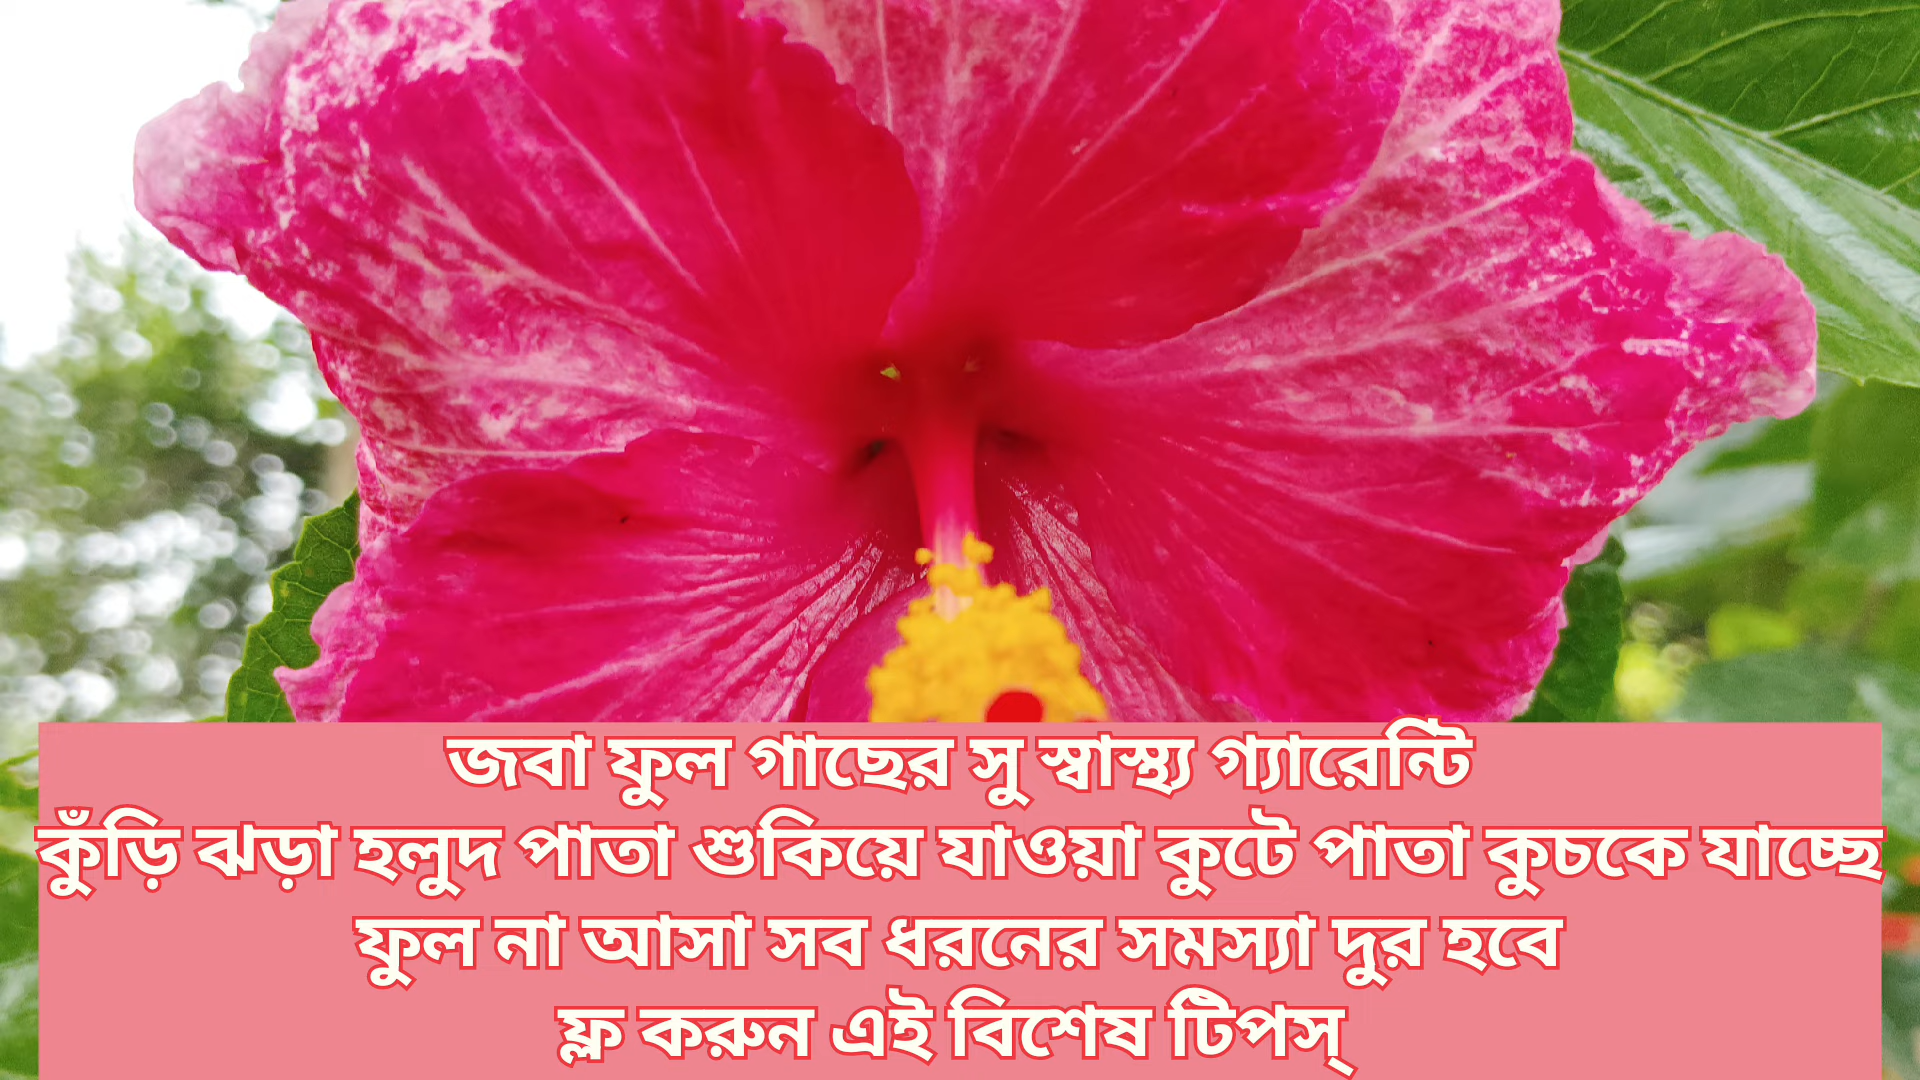 জবা ফুল গাছের সু স্বাস্থ্য গ্যারেন্টি
কুঁড়ি ঝড়া হলুদ পাতা শুকিয়ে যাওয়া কুটে পাতা কুচকে যাচ্ছে
ফুল না আসা সব ধরনের সমস্যা দুর হবে
ফ্ল করুন এই বিশেষ টিপস্